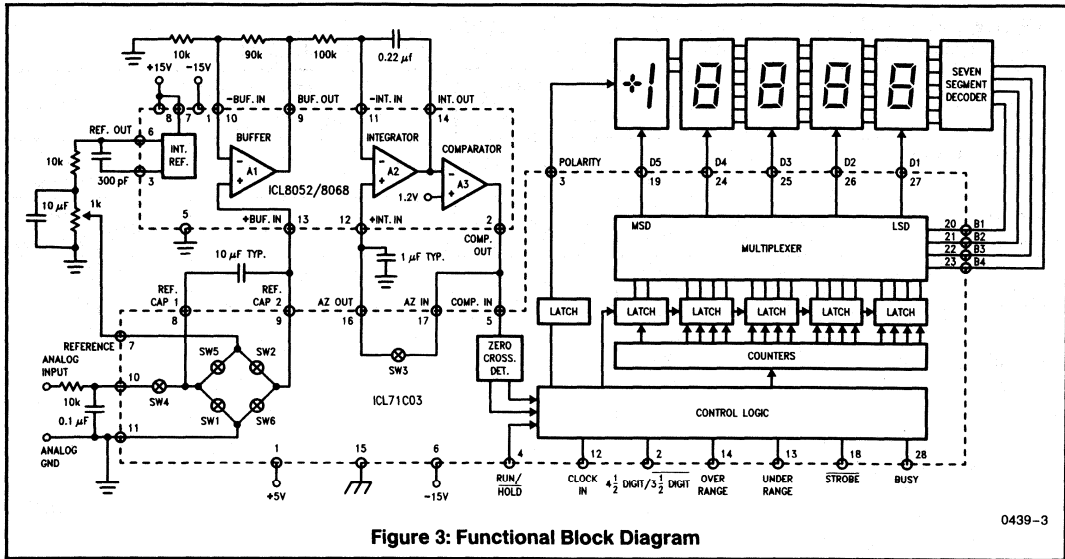 10k
90k
100k
0.22 μf
+15V
-15V
8
7
1
-BUF. IN
10
BUF. OUT
9
-INT. IN
11
INT. OUT
14
REF. OUT
6
INT.
REF.
10k
300 pF
3
BUFFER
-
+
A1
INTEGRATOR
-
+
A2
COMPARATOR
-
+
A3
1.2V
ICL8052/8068
10 μF
1k
5
+BUF. IN
13
12
+INT. IN
2
COMP.
OUT
10 μF TYP.
1 μF TYP.
REF.
CAP 1
8
REF.
CAP 2
9
AZ OUT
16
AZ IN
17
COMP. IN
5
REFERENCE
7
ANALOG
INPUT
10
10k
0.1 μF
SW4
SW5
SW2
SW1
SW6
SW3
11
ANALOG
GND
ICL71C03
ZERO
CROSS.
DET.
1
+5V
15
6
-15V
4
RUN/
HOLD
12
CLOCK
IN
2
4 1/2 DIGIT/3 1/2 DIGIT
14
OVER
RANGE
13
UNDER
RANGE
18
STROBE
28
BUSY
+1
8
8
8
8
SEVEN
SEGMENT
DECODER
POLARITY
3
D5
19
D4
24
D3
25
D2
26
D1
27
MSD
LSD
MULTIPLEXER
20 B1
21 B2
22 B3
23 B4
LATCH
LATCH
LATCH
LATCH
LATCH
LATCH
COUNTERS
CONTROL LOGIC
0439-3
Figure 3: Functional Block Diagram